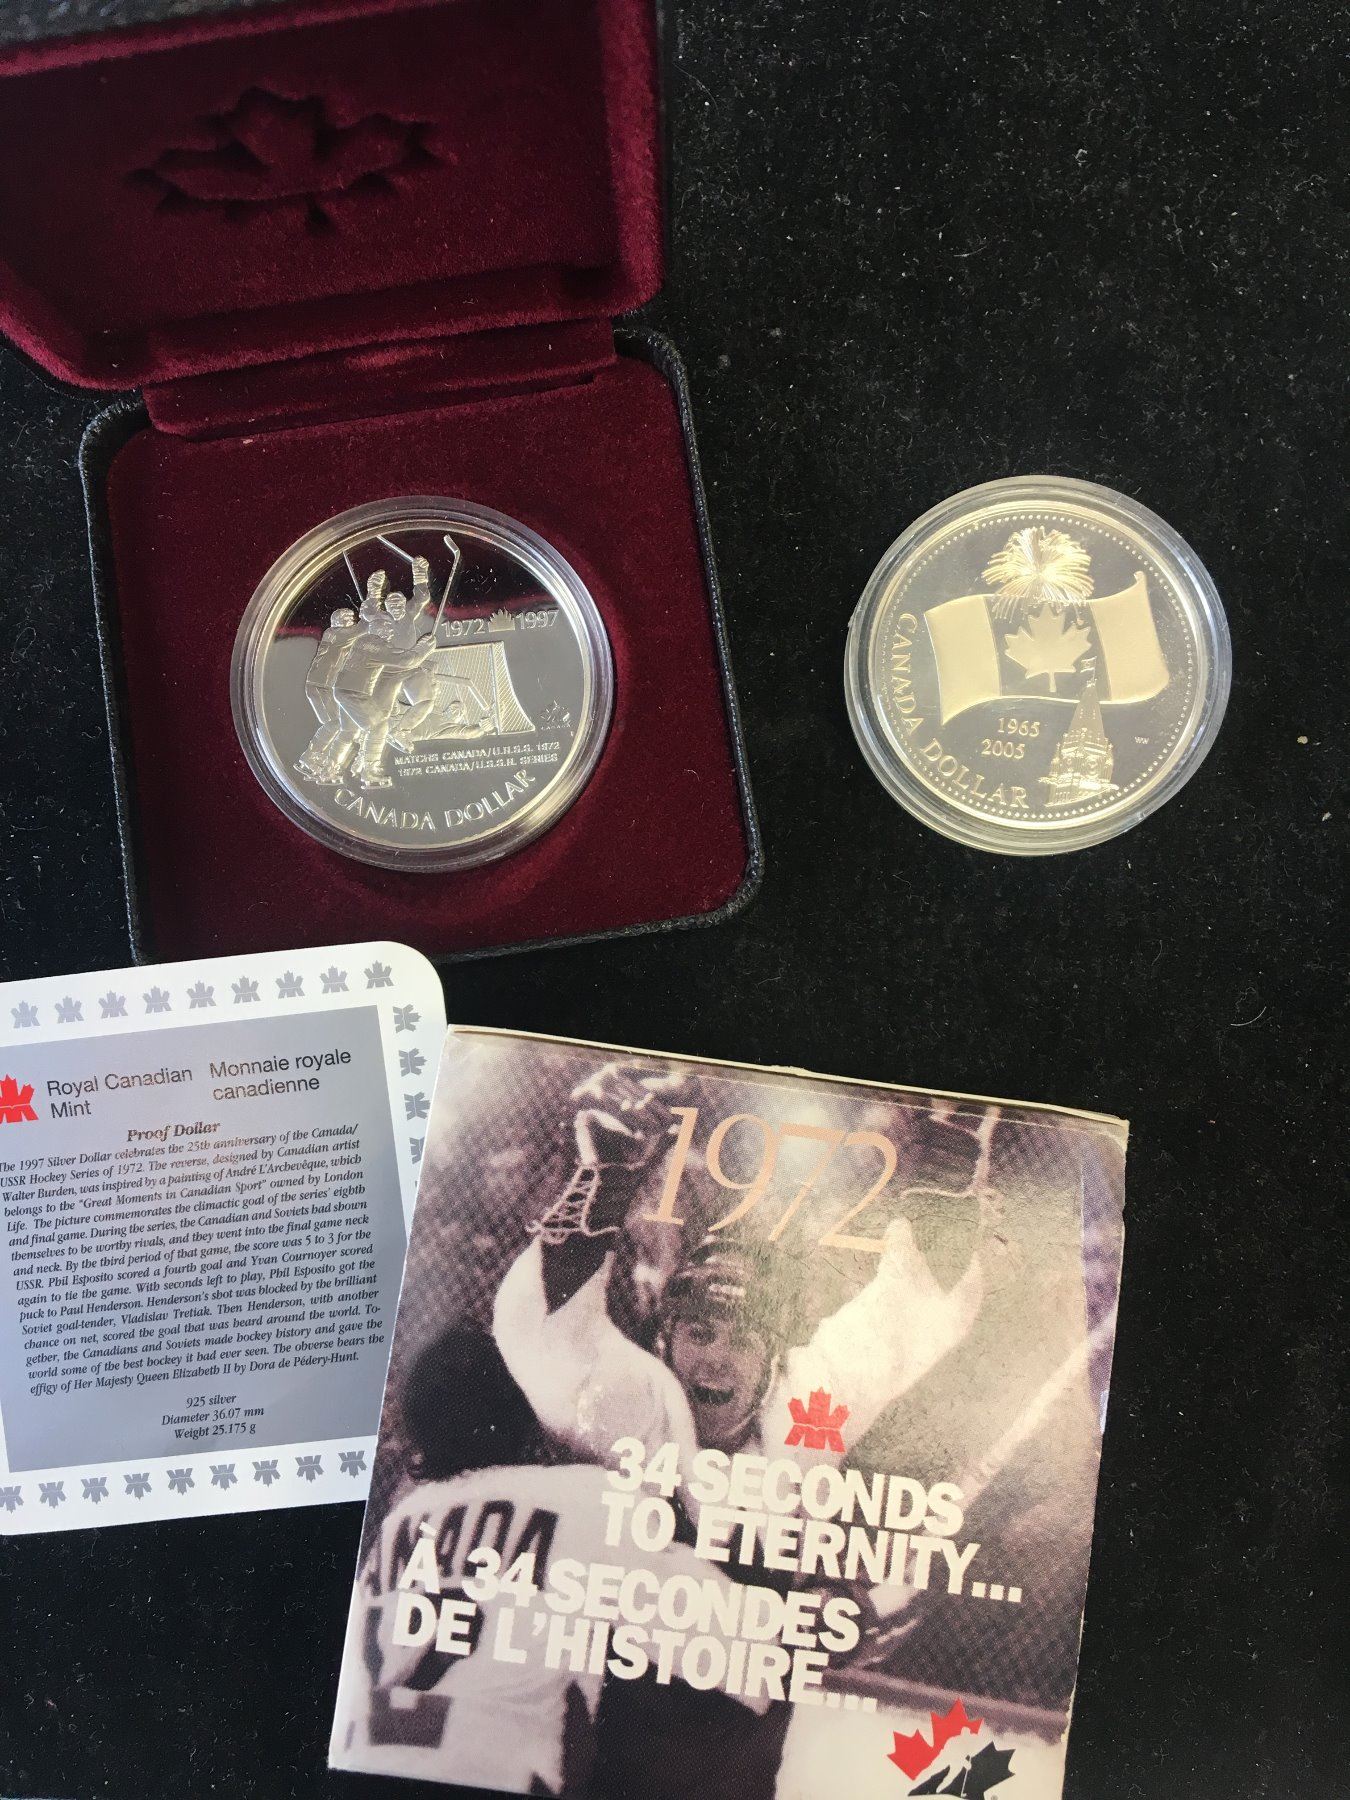 1972 1997
MATCHS CANADA/U.R.S.S. 1972
1972 CANADA/U.S.S.R. SERIES
CANADA DOLLAR
CANADA DOLLAR
1965
2005
WW
Royal Canadian Mint
Monnaie royale canadienne
Proof Dollar
The 1997 Silver Dollar celebrates the 25th anniversary of the Canada/
USSR Hockey Series of 1972. The reverse, designed by Canadian artist
Walter Burden, was inspired by a painting of André L'Archevêque, which
belongs to the "Great Moments in Canadian Sport" owned by London
Life. The picture commemorates the climactic goal of the series' eighth
and final game. During the series, the Canadian and Soviets had shown
themselves to be worthy rivals, and they went into the final game neck
and neck. By the third period of that game, the score was 5 to 3 for the
USSR. Phil Esposito scored a fourth goal and Yvan Cournoyer scored
again to tie the game. With seconds left to play, Phil Esposito got the
puck to Paul Henderson. Henderson's shot was blocked by the brilliant
Soviet goal-tender, Vladislav Tretiak. Then Henderson, with another
chance on net, scored the goal that was heard around the world. To-
gether, the Canadians and Soviets made hockey history and gave the
world some of the best hockey it had ever seen. The obverse bears the
effigy of Her Majesty Queen Elizabeth II by Dora de Pédery-Hunt.
925 silver
Diameter 36.07 mm
Weight 25.175 g
1972
34 SECONDS
TO ETERNITY...
À 34 SECONDES
DE L'HISTOIRE...